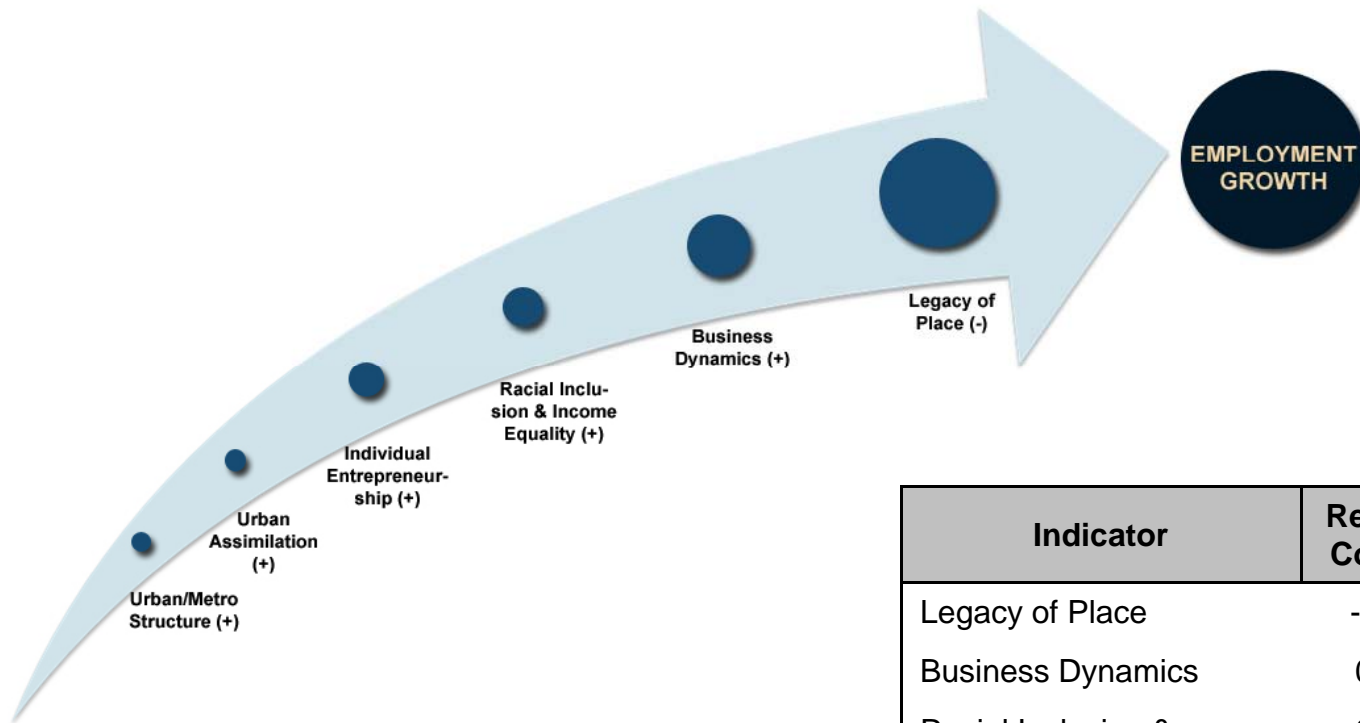 EMPLOYMENT
GROWTH
Legacy of
Place (-)
Business
Dynamics (+)
Racial Inclu-
sion & Income
Equality (+)
Individual
Entrepreneur-
ship (+)
Urban
Assimilation
(+)
Urban/Metro
Structure (+)
Indicator
Legacy of Place
-
Business Dynamics